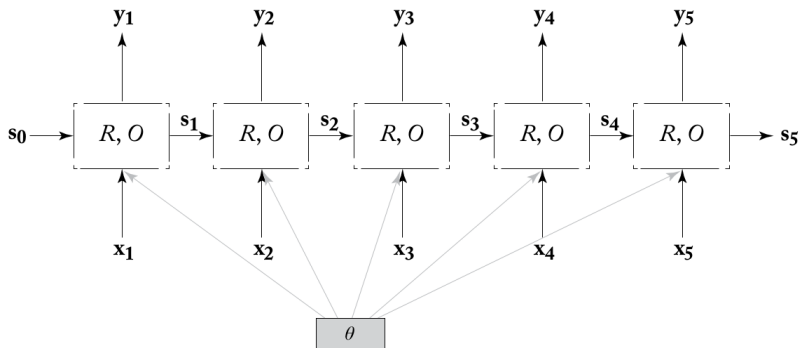 y1 y2 y3 y4 y5
s0 R, O s1 R, O s2 R, O s3 R, O s4 R, O s5
x1 x2 x3 x4 x5
θ